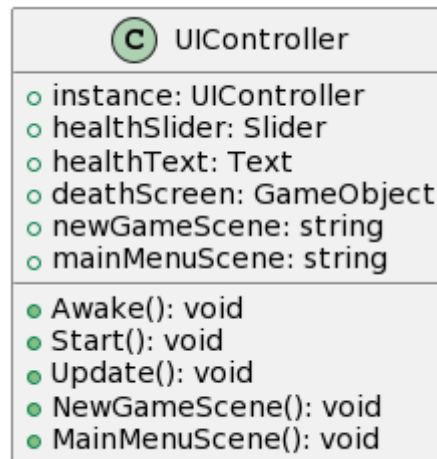 C UIController
instance: UIController
healthSlider: Slider
healthText: Text
deathScreen: GameObject
newGameScene: string
mainMenuScene: string
Awake(): void
Start(): void
Update(): void
NewGameScene(): void
MainMenuScene(): void